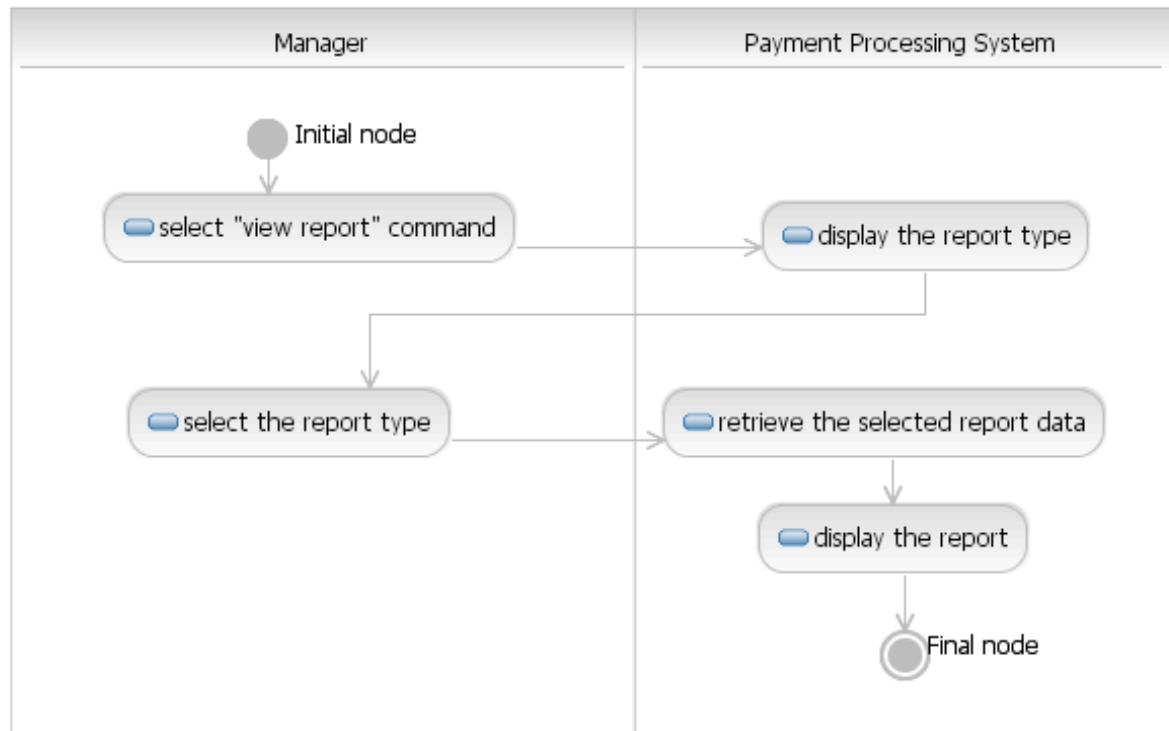 Manager
Payment Processing System
Initial node
select "view report" command
display the report type
select the report type
retrieve the selected report data
display the report
Final node